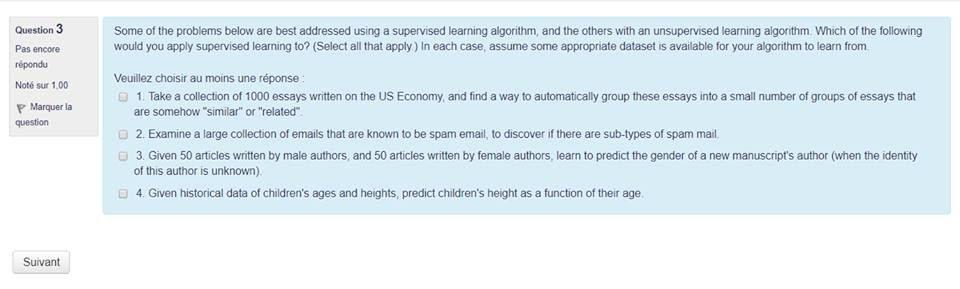 Question 3
Pas encore
répondu
Noté sur 1,00
Marquer la
question
Some of the problems below are best addressed using a supervised learning algorithm, and the others with an unsupervised learning algorithm. Which of the following
would you apply supervised learning to? (Select all that apply.) In each case, assume some appropriate dataset is available for your algorithm to learn from.
Veuillez choisir au moins une réponse :
1. Take a collection of 1000 essays written on the US Economy, and find a way to automatically group these essays into a small number of groups of essays that
are somehow "similar" or "related".
2. Examine a large collection of emails that are known to be spam email, to discover if there are sub-types of spam mail.
3. Given 50 articles written by male authors, and 50 articles written by female authors, learn to predict the gender of a new manuscript's author (when the identity
of this author is unknown).
4. Given historical data of children's ages and heights, predict children's height as a function of their age.
Suivant